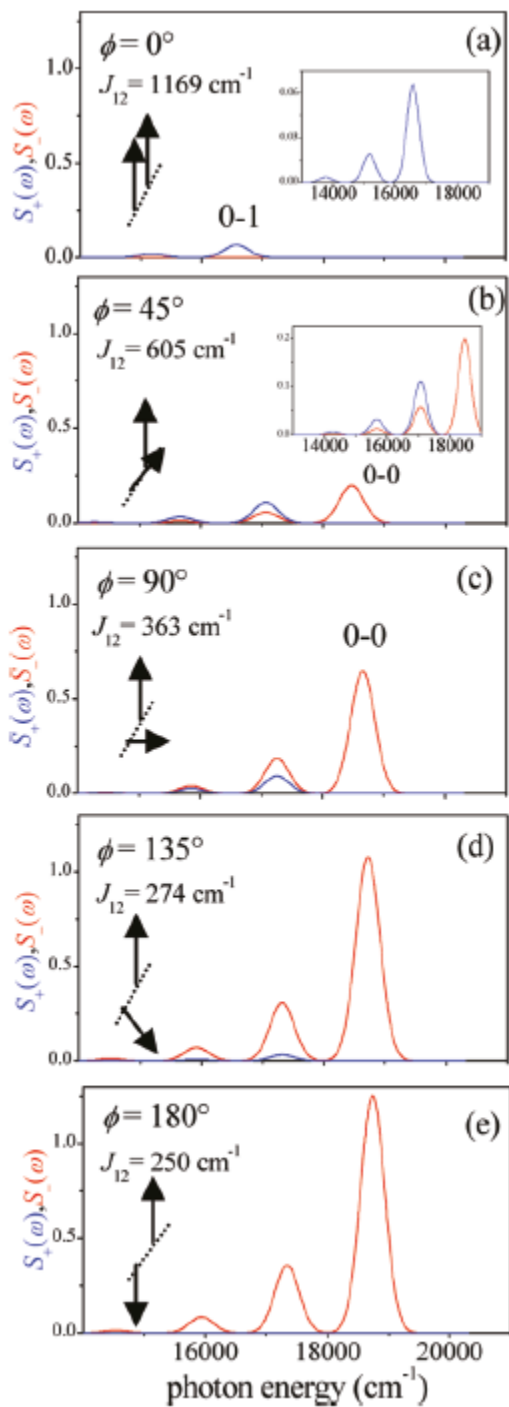 ϕ = 0° (a)
J12 = 1169 cm-1
0.06
0.03
0.00
14000 16000 18000
1.0
0.5
0.0
S+(ω),S-(ω)
0-1
ϕ = 45° (b)
J12 = 605 cm-1
0.2
0.1
0.0
14000 16000 18000
1.0
0.5
0.0
S+(ω),S-(ω)
0-0
ϕ = 90° (c)
J12 = 363 cm-1
0-0
1.0
0.5
0.0
S+(ω),S-(ω)
ϕ = 135° (d)
J12 = 274 cm-1
1.0
0.5
0.0
S+(ω),S-(ω)
ϕ = 180° (e)
J12 = 250 cm-1
1.0
0.5
0.0
S+(ω),S-(ω)
16000 18000 20000
photon energy (cm-1)